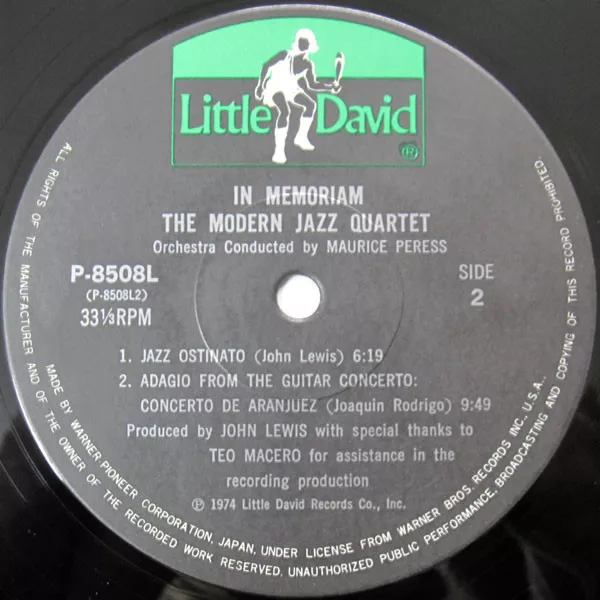 Little David
®
IN MEMORIAM
THE MODERN JAZZ QUARTET
Orchestra Conducted by MAURICE PERESS
P-8508L
(P-8508L2)
33⅓RPM
SIDE
2
1. JAZZ OSTINATO (John Lewis) 6:19
2. ADAGIO FROM THE GUITAR CONCERTO:
CONCERTO DE ARANJUEZ (Joaquin Rodrigo) 9:49
Produced by JOHN LEWIS with special thanks to
TEO MACERO for assistance in the
recording production
℗ 1974 Little David Records Co., Inc.
ALL RIGHTS OF THE MANUFACTURER AND OF THE OWNER OF THE RECORDED WORK RESERVED. UNAUTHORIZED PUBLIC PERFORMANCE, BROADCASTING AND COPYING OF THIS RECORD PROHIBITED.
MADE BY WARNER-PIONEER CORPORATION, JAPAN, UNDER LICENSE FROM WARNER BROS. RECORDS INC. U.S.A..